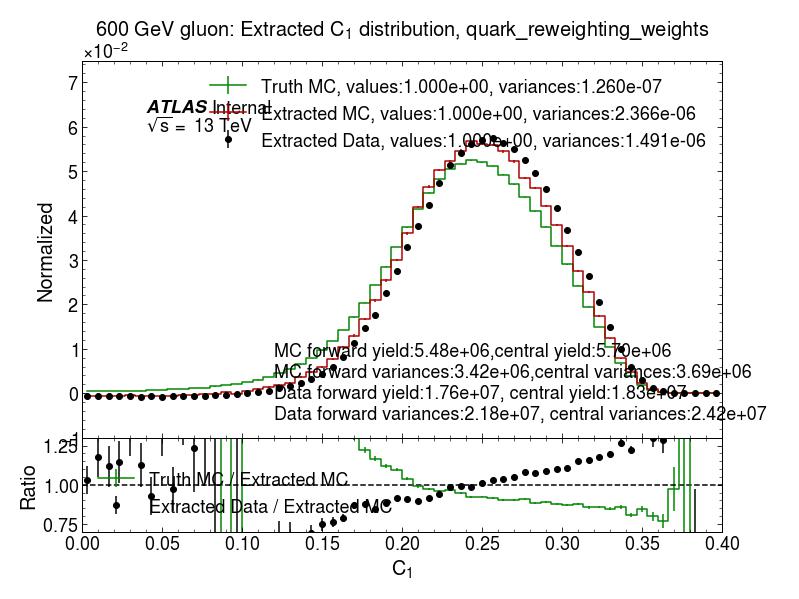 600 GeV gluon: Extracted C₁ distribution, quark_reweighting_weights
×10⁻²
Truth MC, values:1.000e+00, variances:1.260e-07
ATLAS Internal
Extracted MC, values:1.000e+00, variances:2.366e-06
√s = 13 TeV
Extracted Data, values:1.000e+00, variances:1.491e-06
7
6
5
4
3
2
1
0
-1
Normalized
MC forward yield:5.48e+06,central yield:5.70e+06
MC forward variances:3.42e+06,central variances:3.69e+06
Data forward yield:1.76e+07, central yield:1.83e+07
Data forward variances:2.18e+07, central variances:2.42e+07
1.25
1.00
0.75
Ratio
Truth MC / Extracted MC
Extracted Data / Extracted MC
0.00 0.05 0.10 0.15 0.20 0.25 0.30 0.35 0.40
C₁